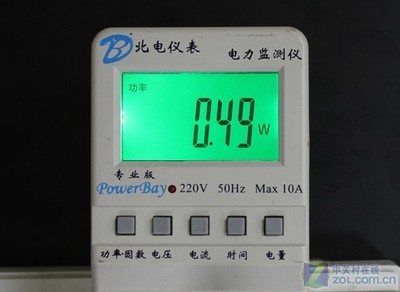 北电仪表 电力监测仪
功率
0.49 W
专业版
PowerBay 220V 50Hz Max 10A
功率·因数 电压 电流 时间 电量
中关村在线
zol.com.cn